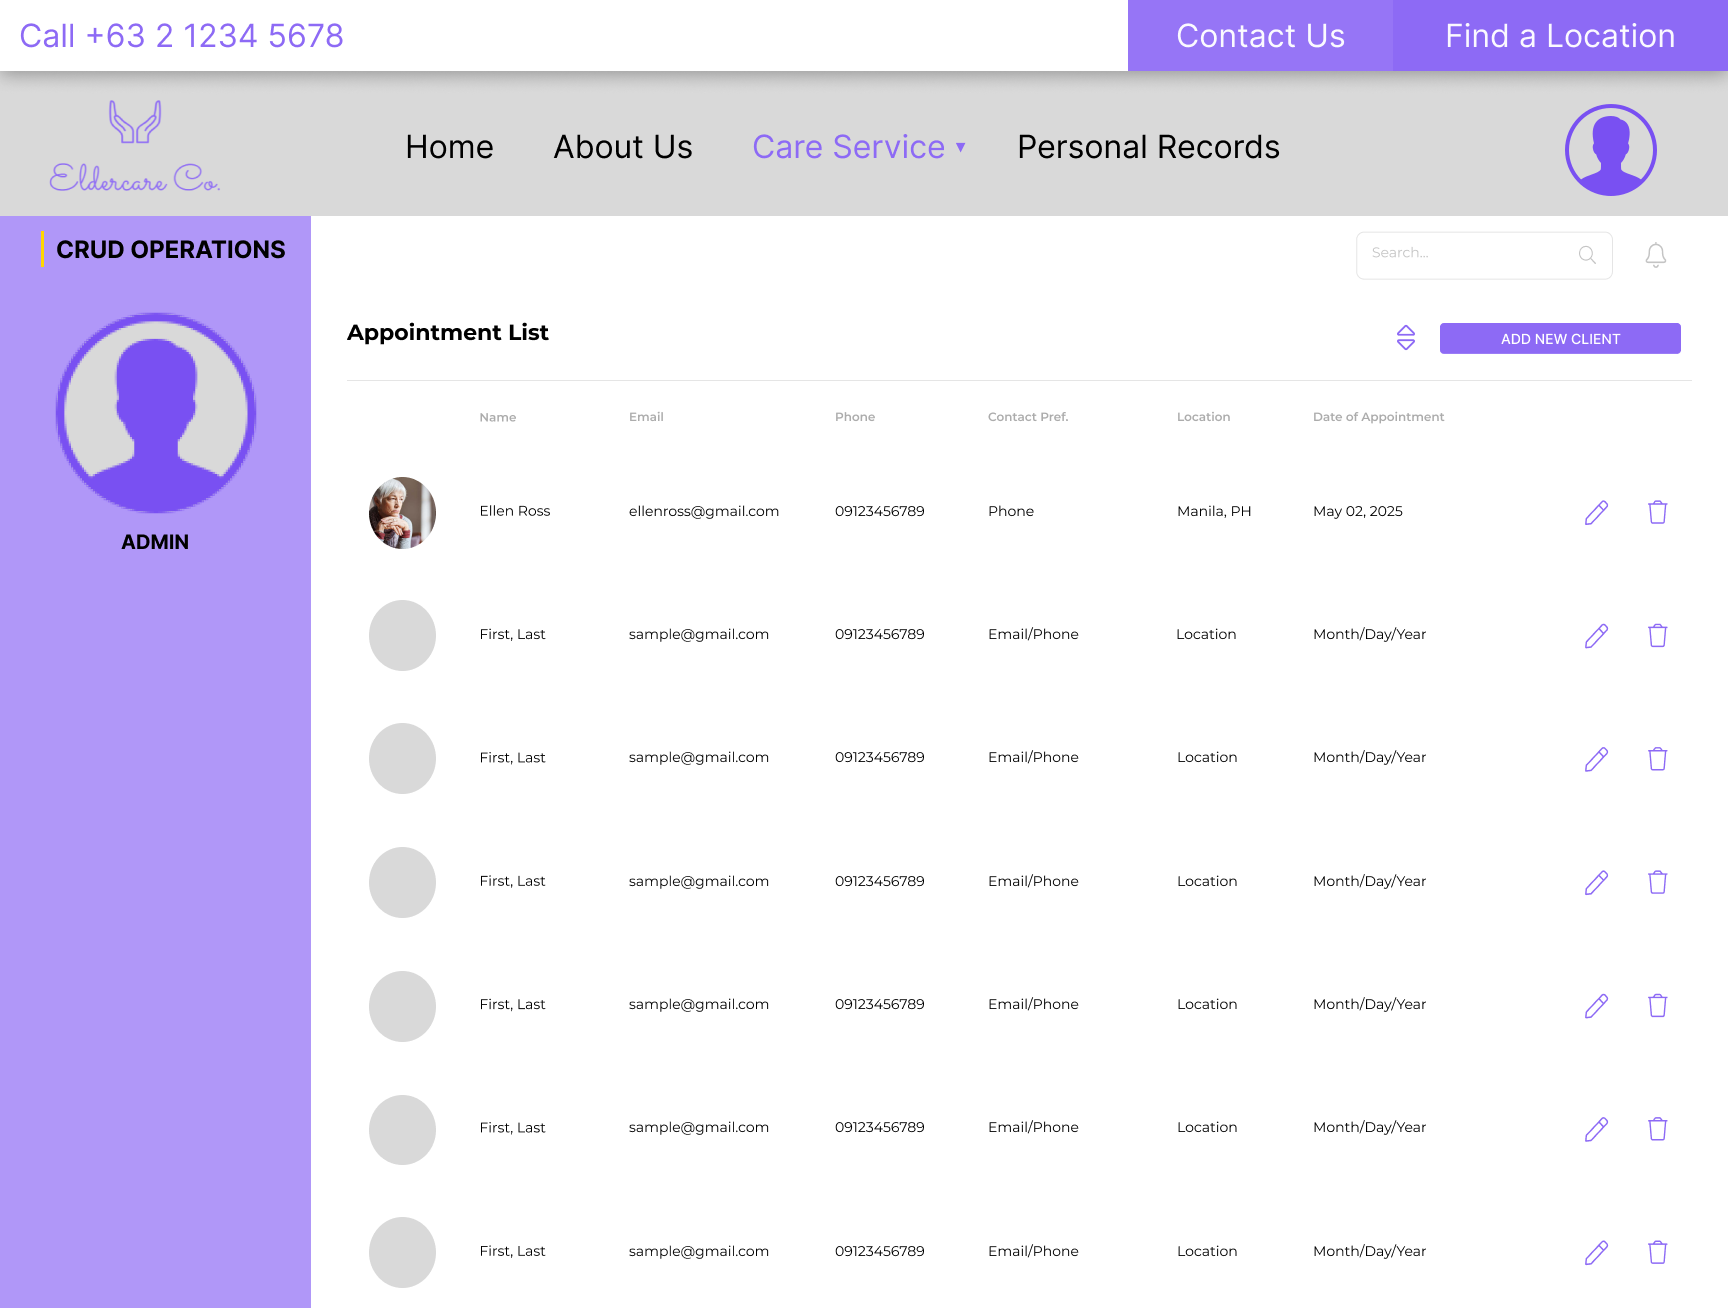 Call +63 2 1234 5678
Contact Us
Find a Location
Eldercare Co.
Home
About Us
Care Service ▾
Personal Records
CRUD OPERATIONS
ADMIN
Search...
Appointment List
ADD NEW CLIENT
Name Email Phone Contact Pref. Location Date of Appointment
Ellen Ross ellenross@gmail.com 09123456789 Phone Manila, PH May 02, 2025
First, Last sample@gmail.com 09123456789 Email/Phone Location Month/Day/Year
First, Last sample@gmail.com 09123456789 Email/Phone Location Month/Day/Year
First, Last sample@gmail.com 09123456789 Email/Phone Location Month/Day/Year
First, Last sample@gmail.com 09123456789 Email/Phone Location Month/Day/Year
First, Last sample@gmail.com 09123456789 Email/Phone Location Month/Day/Year
First, Last sample@gmail.com 09123456789 Email/Phone Location Month/Day/Year